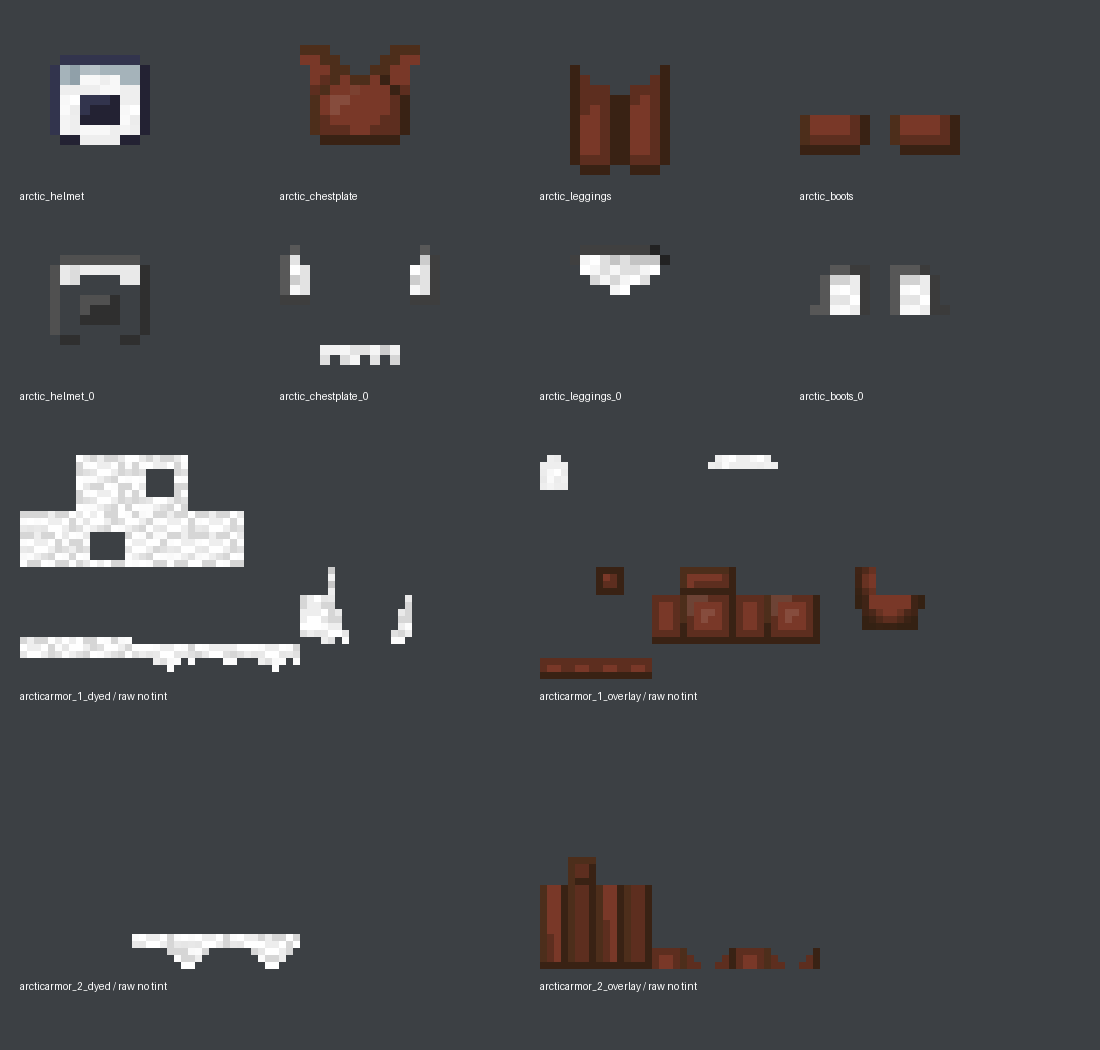 arctic_helmet
arctic_chestplate
arctic_leggings
arctic_boots
arctic_helmet_0
arctic_chestplate_0
arctic_leggings_0
arctic_boots_0
arcticarmor_1_dyed / raw no tint
arcticarmor_1_overlay / raw no tint
arcticarmor_2_dyed / raw no tint
arcticarmor_2_overlay / raw no tint